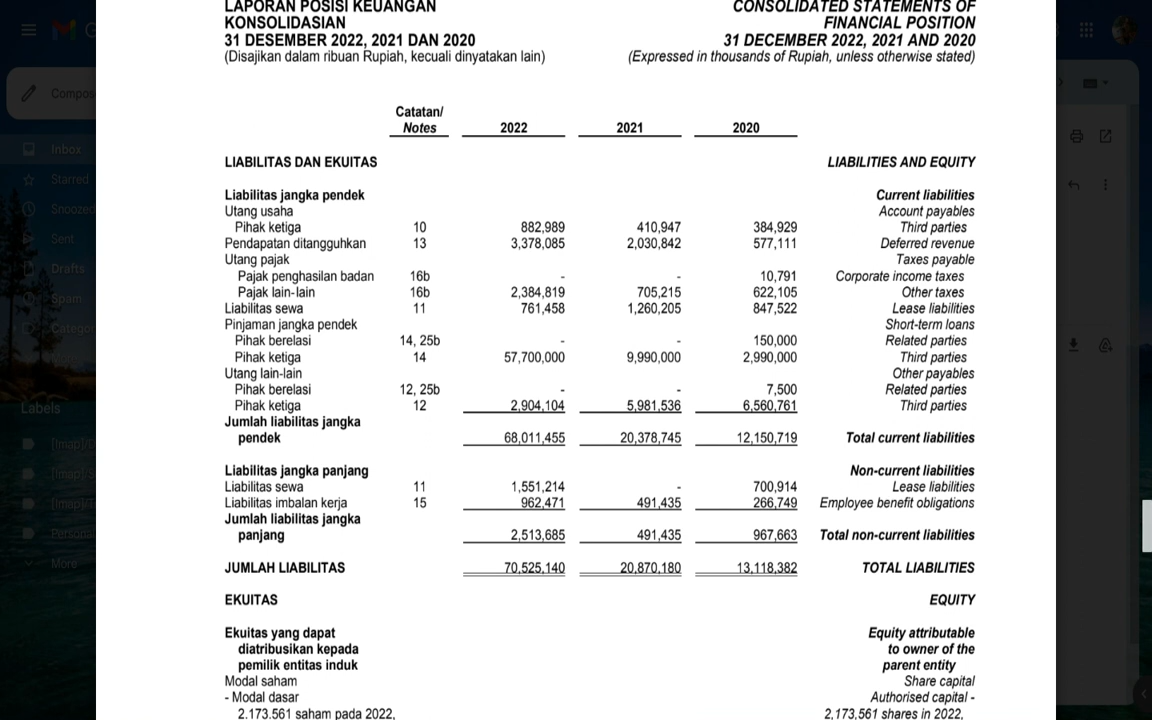 LAPORAN POSISI KEUANGAN CONSOLIDATED STATEMENTS OF
KONSOLIDASIAN FINANCIAL POSITION
31 DESEMBER 2022, 2021 DAN 2020 31 DECEMBER 2022, 2021 AND 2020
(Disajikan dalam ribuan Rupiah, kecuali dinyatakan lain) (Expressed in thousands of Rupiah, unless otherwise stated)
Compos
Catatan/
Notes 2022 2021 2020
Inbox
LIABILITAS DAN EKUITAS LIABILITIES AND EQUITY
Starred
Liabilitas jangka pendek Current liabilities
Utang usaha Account payables
Snoozed
Pihak ketiga 10 882,989 410,947 384,929 Third parties
Pendapatan ditangguhkan 13 3,378,085 2,030,842 577,111 Deferred revenue
Sent
Utang pajak Taxes payable
Drafts
Pajak penghasilan badan 16b - - 10,791 Corporate income taxes
Pajak lain-lain 16b 2,384,819 705,215 622,105 Other taxes
Spam
Liabilitas sewa 11 761,458 1,260,205 847,522 Lease liabilities
Pinjaman jangka pendek Short-term loans
Categor
Pihak berelasi 14, 25b - - 150,000 Related parties
Pihak ketiga 14 57,700,000 9,990,000 2,990,000 Third parties
Utang lain-lain Other payables
Pihak berelasi 12, 25b - - 7,500 Related parties
Pihak ketiga 12 2,904,104 5,981,536 6,560,761 Third parties
Labels
Jumlah liabilitas jangka
pendek 68,011,455 20,378,745 12,150,719 Total current liabilities
[Imap]/D
Liabilitas jangka panjang Non-current liabilities
[Imap]/S
Liabilitas sewa 11 1,551,214 - 700,914 Lease liabilities
Liabilitas imbalan kerja 15 962,471 491,435 266,749 Employee benefit obligations
[Imap]/T
Jumlah liabilitas jangka
panjang 2,513,685 491,435 967,663 Total non-current liabilities
Personal
More
JUMLAH LIABILITAS 70,525,140 20,870,180 13,118,382 TOTAL LIABILITIES
EKUITAS EQUITY
Ekuitas yang dapat Equity attributable
diatribusikan kepada to owner of the
pemilik entitas induk parent entity
Modal saham Share capital
- Modal dasar Authorised capital -
2.173.561 saham pada 2022, 2,173,561 shares in 2022,